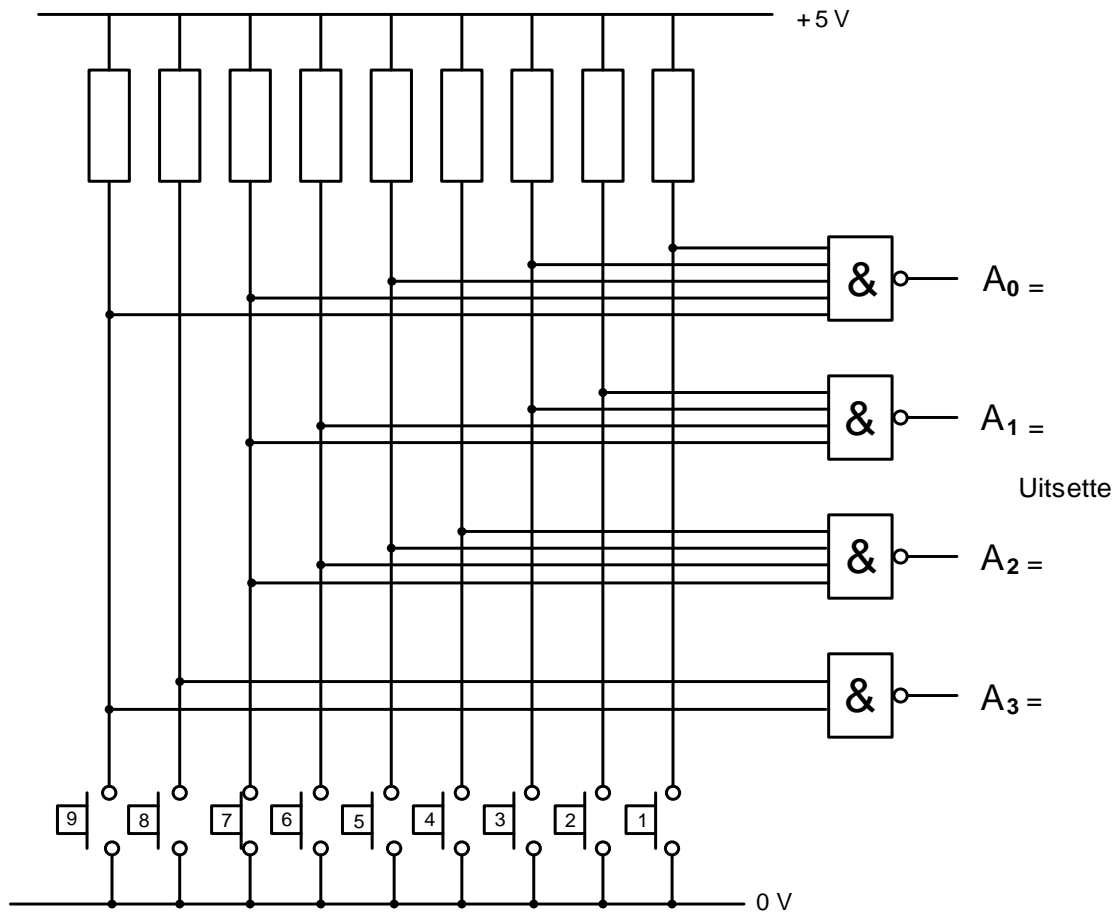 +5 V
&
A0 =
&
A1 =
Uitsette
&
A2 =
&
A3 =
9 8 7 6 5 4 3 2 1
0 V